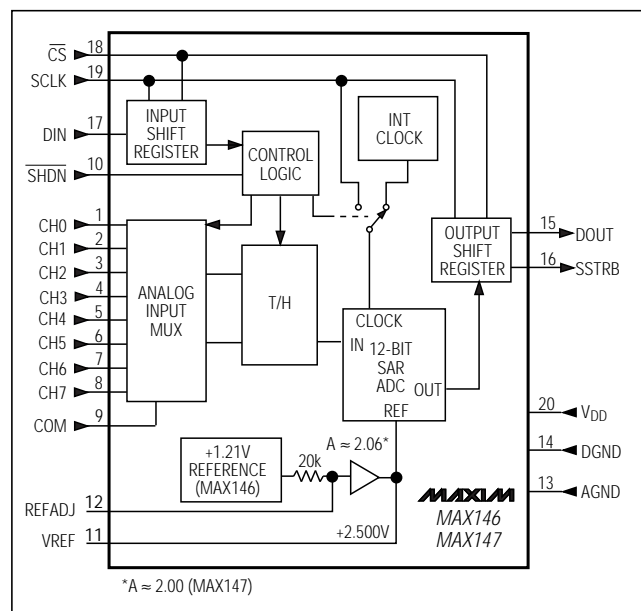 CS 18
SCLK 19
DIN 17
SHDN 10
CH0 1
CH1 2
CH2 3
CH3 4
CH4 5
CH5 6
CH6 7
CH7 8
COM 9
REFADJ 12
VREF 11
INPUT
SHIFT
REGISTER
CONTROL
LOGIC
INT
CLOCK
ANALOG
INPUT
MUX
T/H
CLOCK
IN
12-BIT
SAR
ADC
OUT
REF
OUTPUT
SHIFT
REGISTER
15 DOUT
16 SSTRB
20 VDD
14 DGND
13 AGND
+1.21V
REFERENCE
(MAX146)
20k
A ≈ 2.06*
+2.500V
MAXIM
MAX146
MAX147
*A ≈ 2.00 (MAX147)